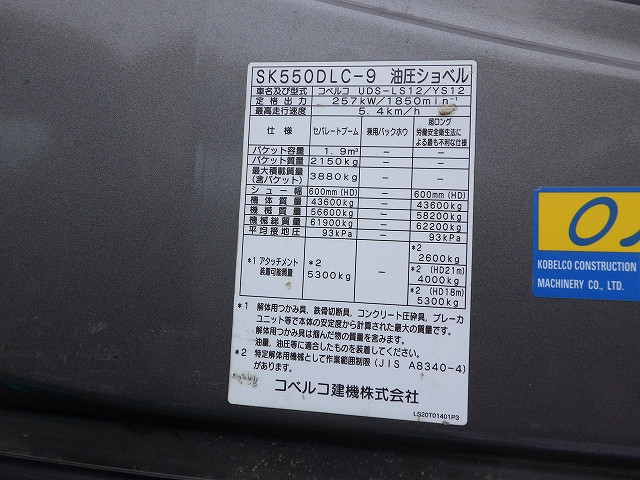 SK550DLC-9 油圧ショベル
車名及び型式 コベルコ UDS-LS12/YS12
定格出力 257kW/1850min⁻¹
最高走行速度 5.4km/h
仕様 セパレートブーム 兼用バックホウ 超ロング 労働安全衛生法による最も不利な仕様
バケット容量 1.9m³ — —
バケット質量 2150kg — —
最大積載質量(含バケット) 3880kg — —
シュー幅 600mm(HD) — 600mm(HD)
機体質量 43600kg — 43600kg
機械質量 56600kg — 58200kg
機械総質量 61900kg — 62200kg
平均接地圧 93kPa — 93kPa
*1 アタッチメント装着可能質量 *2 5300kg — *2 2600kg
*2 (HD21m) 4000kg
*2 (HD18m) 5300kg
*1 解体用つかみ具, 鉄骨切断具, コンクリート圧砕具, ブレーカ
ユニット等で本体の安定度から計算された最大の質量です。
解体用つかみ具は掴んだ物の質量を含みます。
油量, 油圧等に適合したものを装着してください。
*2 特定解体用機械として作業範囲制限(JIS A8340-4)
があります。
コベルコ建機株式会社
LS20T01401P3
KOBELCO CONSTRUCTION
MACHINERY CO., LTD.